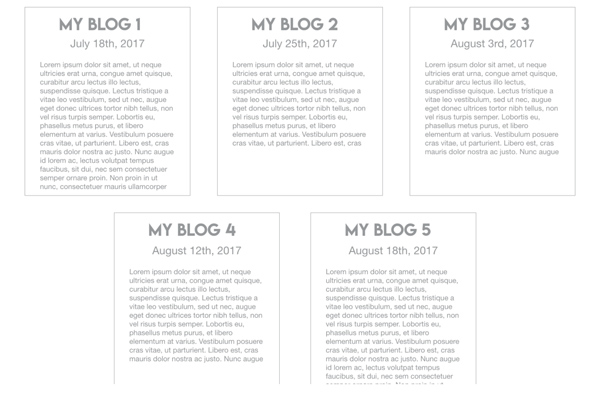 MY BLOG 1
July 18th, 2017
Lorem ipsum dolor sit amet, ut neque
ultricies erat urna, congue amet quisque,
curabitur arcu lectus illo lectus,
suspendisse quisque. Lectus tristique a
vitae leo vestibulum, sed ut nec, augue
eget donec ultrices tortor nibh tellus, non
vel risus turpis semper. Lobortis eu,
phasellus metus purus, et libero
elementum at varius. Vestibulum posuere
cras vitae, ut parturient. Libero est, cras
mauris dolor nostra ac justo. Nunc augue
id lorem ac, lectus volutpat tempus
faucibus, sit dui, nec sem consectetuer
semper ornare proin. Non proin in ut
nunc, consectetuer mauris ullamcorper
MY BLOG 2
July 25th, 2017
Lorem ipsum dolor sit amet, ut neque
ultricies erat urna, congue amet quisque,
curabitur arcu lectus illo lectus,
suspendisse quisque. Lectus tristique a
vitae leo vestibulum, sed ut nec, augue
eget donec ultrices tortor nibh tellus, non
vel risus turpis semper. Lobortis eu,
phasellus metus purus, et libero
elementum at varius. Vestibulum posuere
cras vitae, ut parturient. Libero est, cras
MY BLOG 3
August 3rd, 2017
Lorem ipsum dolor sit amet, ut neque
ultricies erat urna, congue amet quisque,
curabitur arcu lectus illo lectus,
suspendisse quisque. Lectus tristique a
vitae leo vestibulum, sed ut nec, augue
eget donec ultrices tortor nibh tellus, non
vel risus turpis semper. Lobortis eu,
phasellus metus purus, et libero
elementum at varius. Vestibulum posuere
cras vitae, ut parturient. Libero est, cras
mauris dolor nostra ac justo. Nunc augue
MY BLOG 4
August 12th, 2017
Lorem ipsum dolor sit amet, ut neque
ultricies erat urna, congue amet quisque,
curabitur arcu lectus illo lectus,
suspendisse quisque. Lectus tristique a
vitae leo vestibulum, sed ut nec, augue
eget donec ultrices tortor nibh tellus, non
vel risus turpis semper. Lobortis eu,
phasellus metus purus, et libero
elementum at varius. Vestibulum posuere
cras vitae, ut parturient. Libero est, cras
mauris dolor nostra ac justo. Nunc augue
MY BLOG 5
August 18th, 2017
Lorem ipsum dolor sit amet, ut neque
ultricies erat urna, congue amet quisque,
curabitur arcu lectus illo lectus,
suspendisse quisque. Lectus tristique a
vitae leo vestibulum, sed ut nec, augue
eget donec ultrices tortor nibh tellus, non
vel risus turpis semper. Lobortis eu,
phasellus metus purus, et libero
elementum at varius. Vestibulum posuere
cras vitae, ut parturient. Libero est, cras
mauris dolor nostra ac justo. Nunc augue
id lorem ac, lectus volutpat tempus
faucibus, sit dui, nec sem consectetuer